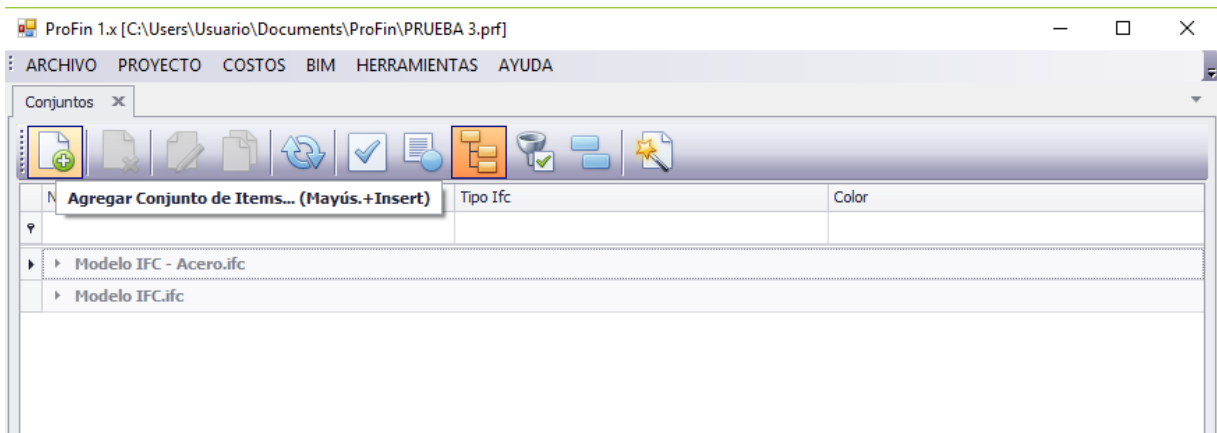 ProFin 1.x [C:\Users\Usuario\Documents\ProFin\PRUEBA 3.prf]
ARCHIVO PROYECTO COSTOS BIM HERRAMIENTAS AYUDA
Conjuntos
Agregar Conjunto de Items... (Mayús.+Insert)
N Tipo Ifc Color
Modelo IFC - Acero.ifc
Modelo IFC.ifc